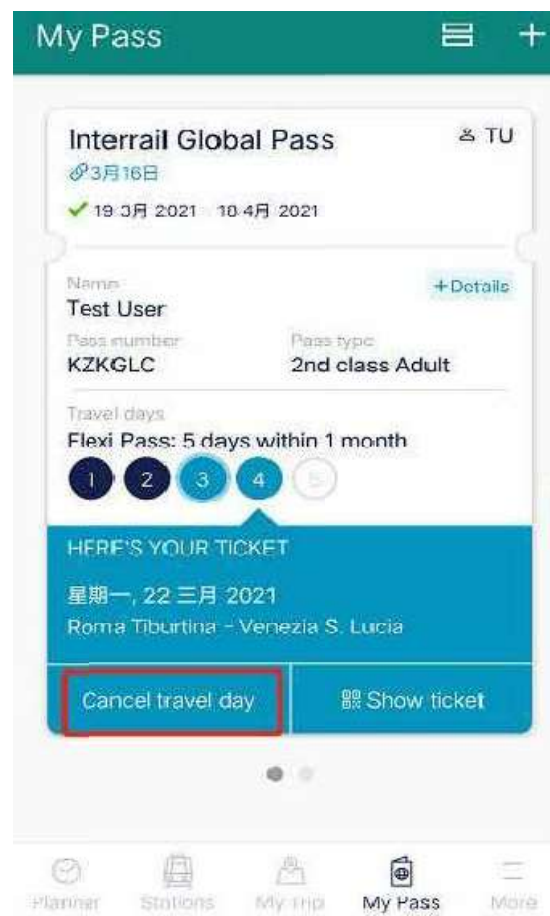 My Pass
Interrail Global Pass TU
3月16日
19 3月 2021 18 4月 2021
Name +Details
Test User
Pass number Pass type
KZKGLC 2nd class Adult
Travel days
Flexi Pass: 5 days within 1 month
1 2 3 4 5
HERE'S YOUR TICKET
星期一, 22 三月 2021
Roma Tiburtina - Venezia S. Lucia
Cancel travel day Show ticket
Planner Stations My Trip My Pass More